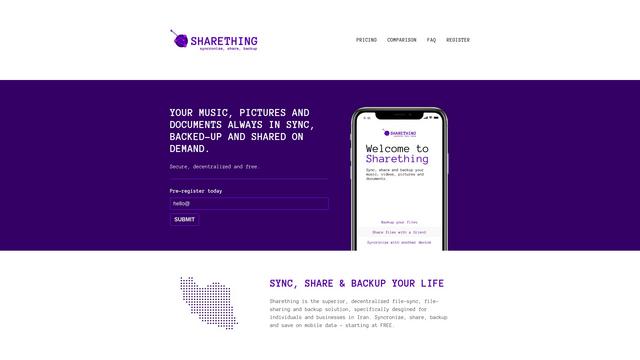 SHARETHING
syncronise, share, backup
PRICING
COMPARISON
FAQ
REGISTER
YOUR MUSIC, PICTURES AND
DOCUMENTS ALWAYS IN SYNC,
BACKED-UP AND SHARED ON
DEMAND.
Secure, decentralized and free.
Pre-register today
hello@
SUBMIT
SHARETHING
Welcome to
Sharething
Sync, share and backup your
music, videos, pictures and
documents
Backup your files
Share files with a friend
Syncronise with another device
SYNC, SHARE & BACKUP YOUR LIFE
Sharething is the superior, decentralized file-sync, file-
sharing and backup solution, specifically desgined for
individuals and businesses in Iran. Syncronise, share, backup
and save on mobile data - starting at FREE.